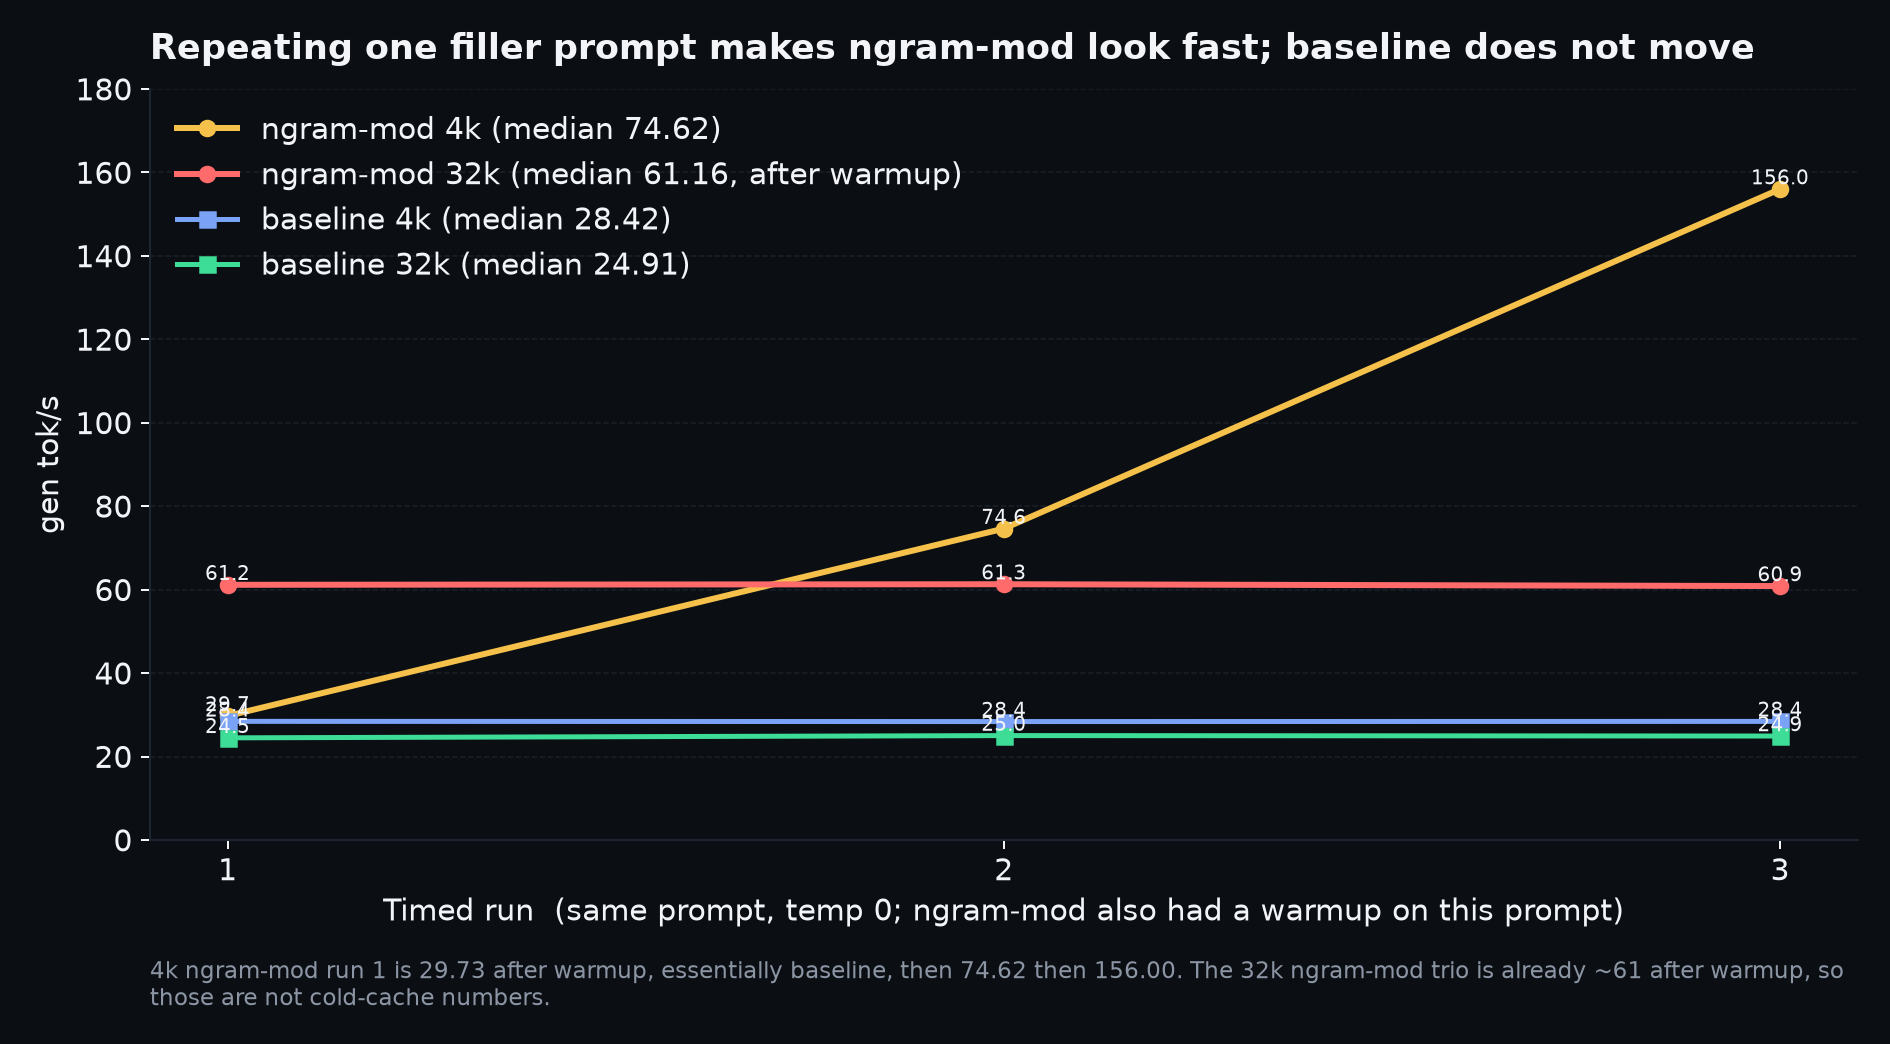 Repeating one filler prompt makes ngram-mod look fast; baseline does not move
180
160
140
120
100
80
60
40
20
0
gen tok/s
ngram-mod 4k (median 74.62)
ngram-mod 32k (median 61.16, after warmup)
baseline 4k (median 28.42)
baseline 32k (median 24.91)
156.0
74.6
61.2
61.3
60.9
29.7
28.4
28.4
28.4
24.5
25.0
24.9
1
2
3
Timed run  (same prompt, temp 0; ngram-mod also had a warmup on this prompt)
4k ngram-mod run 1 is 29.73 after warmup, essentially baseline, then 74.62 then 156.00. The 32k ngram-mod trio is already ~61 after warmup, so
those are not cold-cache numbers.